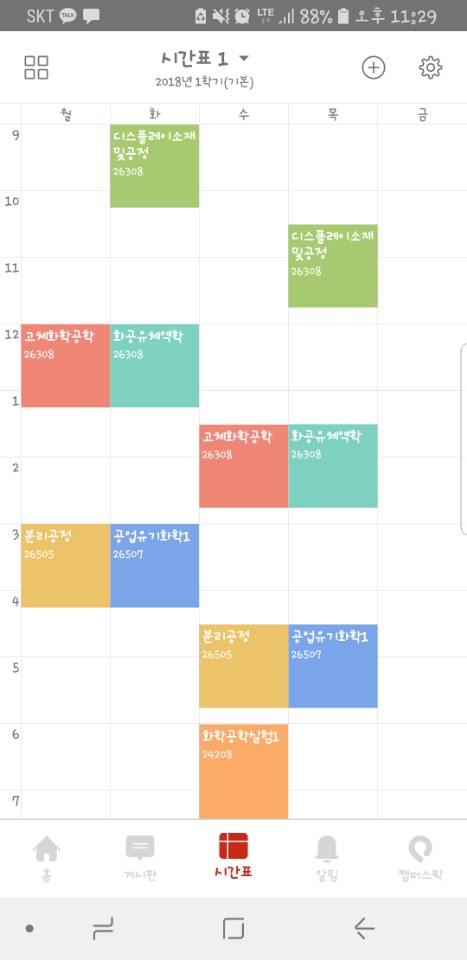 SKT TALK LTE 88% 오후 11:29
시간표 1
2018년 1학기(기본)
월 화 수 목 금
9
디스플레이소재
및공정
26308
10
디스플레이소재
및공정
26308
11
12
고체화학공학
26308
화공유체역학
26308
1
고체화학공학
26308
화공유체역학
26308
2
3
분리공정
26505
공업유기화학1
26507
4
분리공정
26505
공업유기화학1
26507
5
6
화학공학실험1
24208
7
홈 게시판 시간표 알림 캠퍼스픽